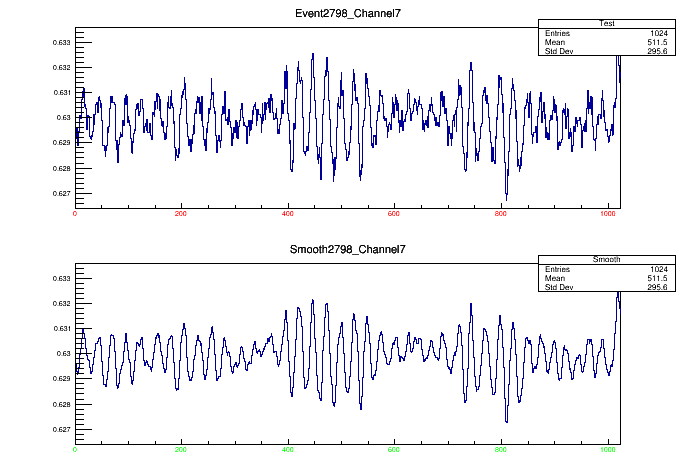 Event2798_Channel7
Test
Entries 1024
Mean 511.5
Std Dev 295.6
0.633
0.632
0.631
0.63
0.629
0.628
0.627
0 200 400 600 800 1000
Smooth2798_Channel7
Smooth
Entries 1024
Mean 511.5
Std Dev 295.6
0.633
0.632
0.631
0.63
0.629
0.628
0.627
0 200 400 600 800 1000